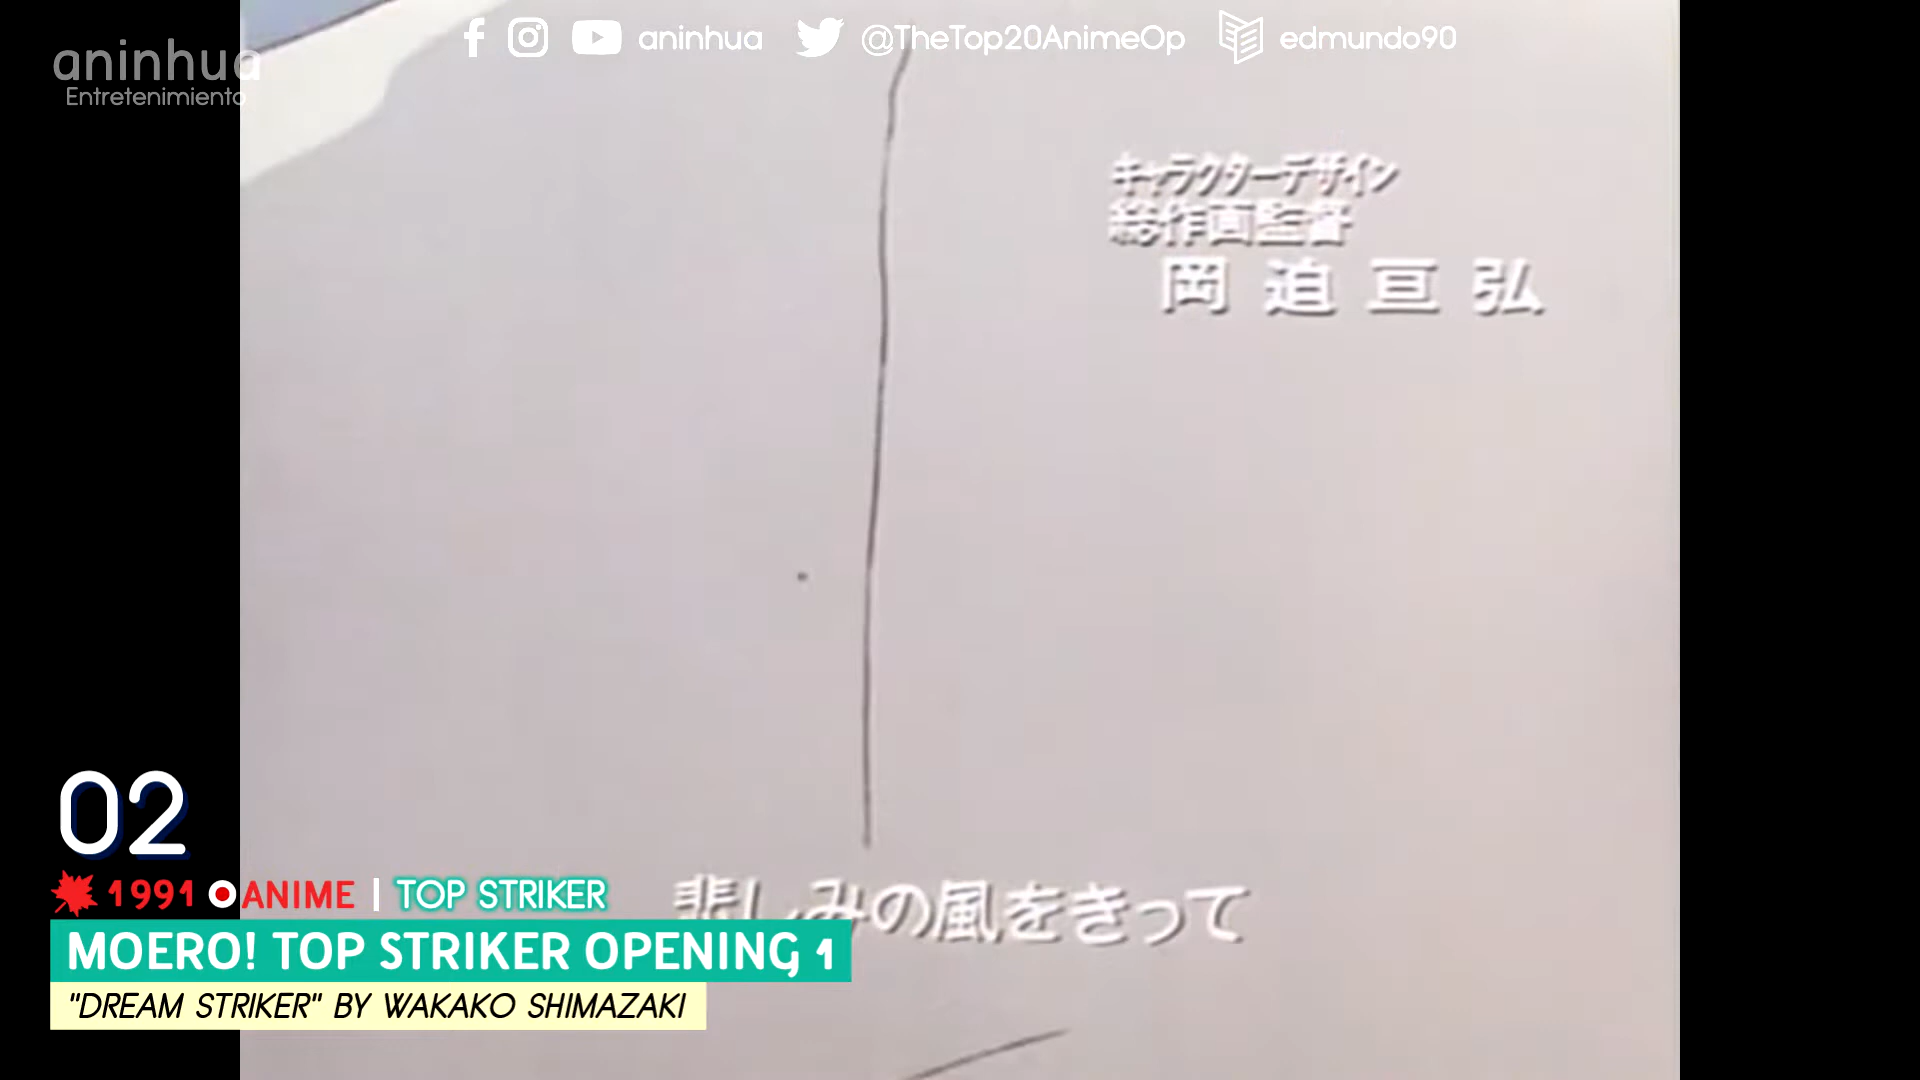 aninhua
Entretenimiento
aninhua
@TheTop20AnimeOp
edmundo90
キャラクターデザイン
総作画監督
岡迫亘弘
02
1991 ANIME | TOP STRIKER
悲しみの風をきって
MOERO! TOP STRIKER OPENING 1
"DREAM STRIKER" BY WAKAKO SHIMAZAKI